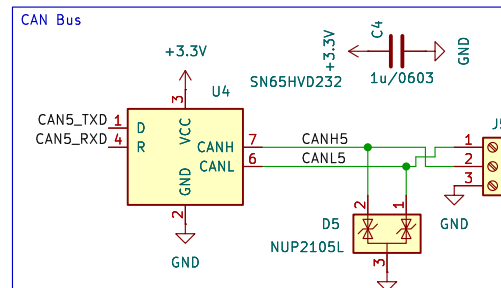 CAN Bus
C4
+3.3V
+3.3V
GND
SN65HVD232
1u/0603
U4
3
CAN5_TXD 1 D VCC
CAN5_RXD 4 R
CANH 7 CANH5 1
CANL 6 CANL5 2
3
GND
2
GND
2 1
D5
NUP2105L
3
GND